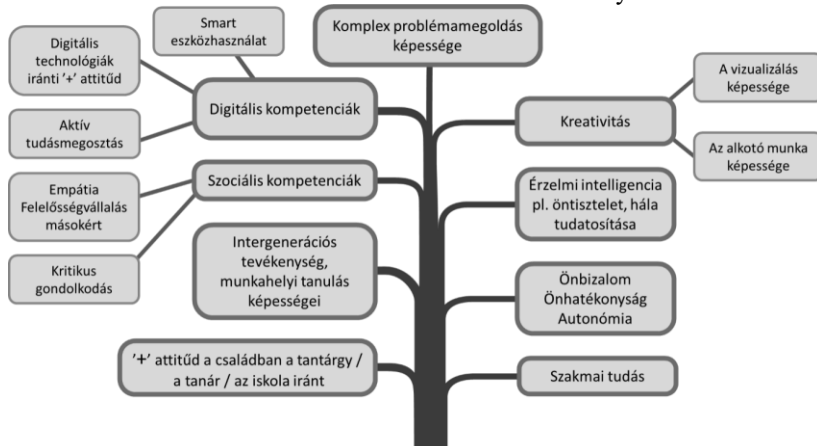 Smart
eszközhasználat
Digitális
technológiák
iránti '+' attitűd
Digitális kompetenciák
Aktív
tudásmegosztás
Szociális kompetenciák
Empátia
Felelősségvállalás
másokért
Kritikus
gondolkodás
Intergenerációs
tevékenység,
munkahelyi tanulás
képességei
'+' attitűd a családban a tantárgy /
a tanár / az iskola iránt
Komplex problémamegoldás
képessége
A vizualizálás
képessége
Kreativitás
Az alkotó munka
képessége
Érzelmi intelligencia
pl. öntisztelet, hála
tudatosítása
Önbizalom
Önhatékonyság
Autonómia
Szakmai tudás